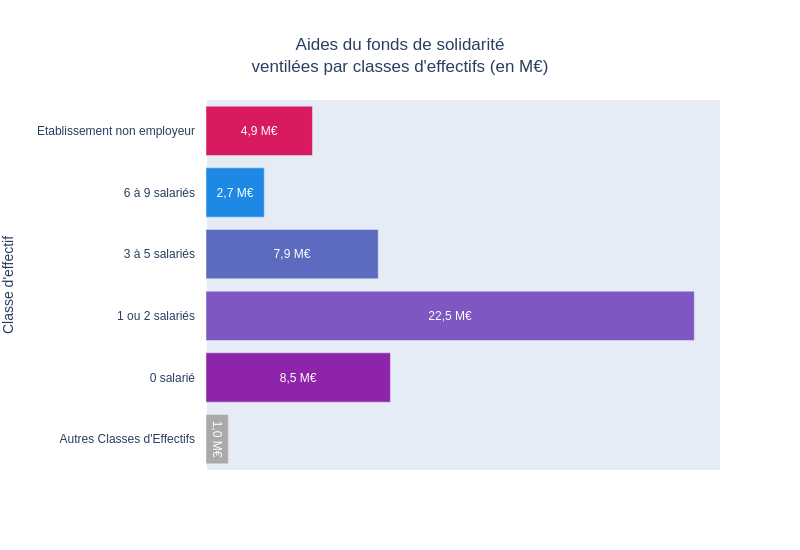 Aides du fonds de solidarité
ventilées par classes d'effectifs (en M€)
Classe d'effectif
Etablissement non employeur
4,9 M€
6 à 9 salariés
2,7 M€
3 à 5 salariés
7,9 M€
1 ou 2 salariés
22,5 M€
0 salarié
8,5 M€
Autres Classes d'Effectifs
1,0 M€